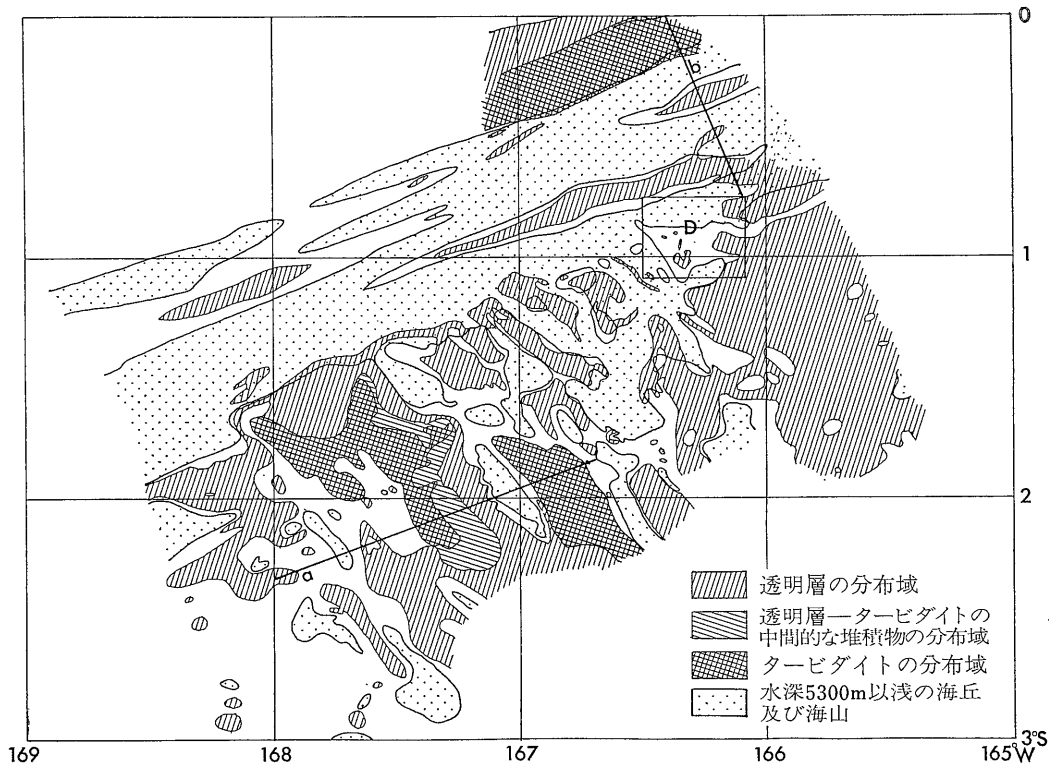 0
b
D
1
2
a
透明層の分布域
透明層―タービダイトの
中間的な堆積物の分布域
タービダイトの分布域
水深5300m以浅の海丘
及び海山
3°S
169
168
167
166
165°W